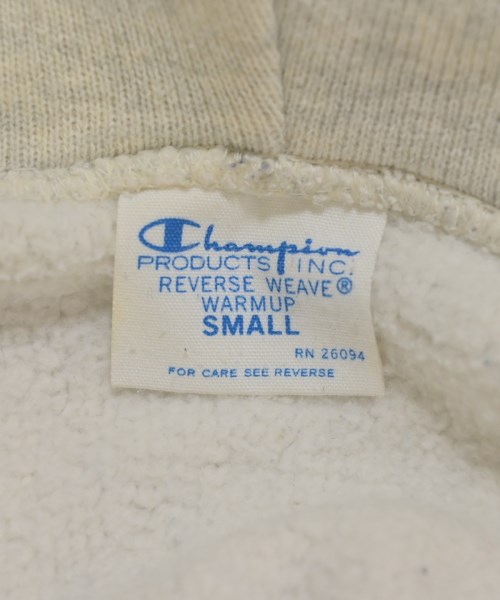 Champion
PRODUCTS INC.
REVERSE WEAVE®
WARMUP
SMALL
RN 26094
FOR CARE SEE REVERSE